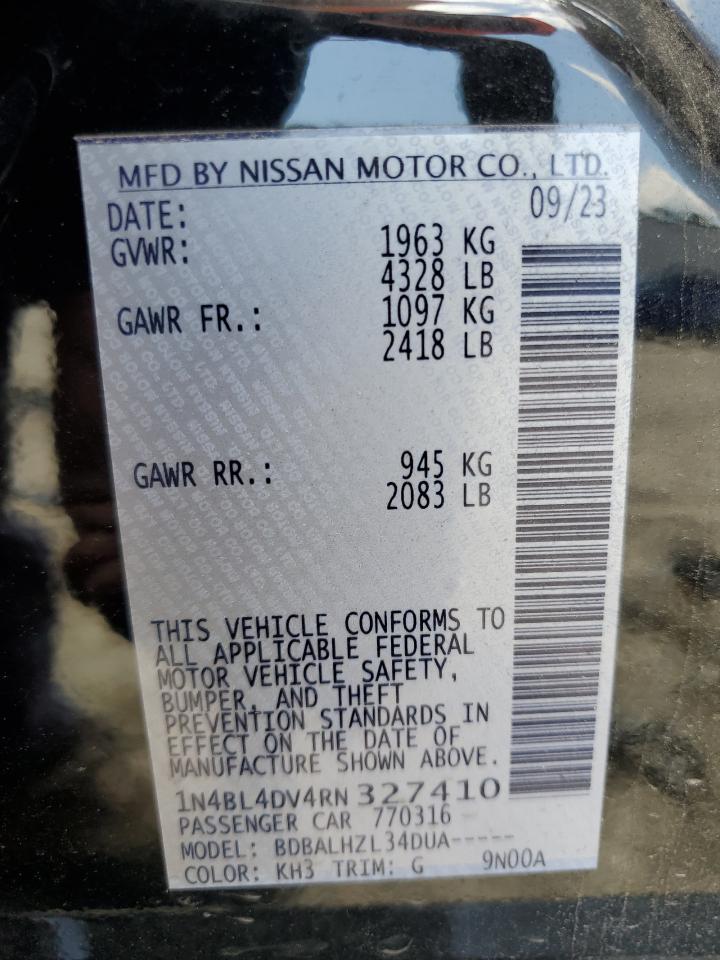 MFD BY NISSAN MOTOR CO., LTD.
DATE: 09/23
GVWR: 1963 KG
4328 LB
GAWR FR.: 1097 KG
2418 LB
GAWR RR.: 945 KG
2083 LB
THIS VEHICLE CONFORMS TO
ALL APPLICABLE FEDERAL
MOTOR VEHICLE SAFETY,
BUMPER, AND THEFT
PREVENTION STANDARDS IN
EFFECT ON THE DATE OF
MANUFACTURE SHOWN ABOVE.
1N4BL4DV4RN 327410
PASSENGER CAR 770316
MODEL: BDBALHZL34DUA-----
COLOR: KH3 TRIM: G 9N00A